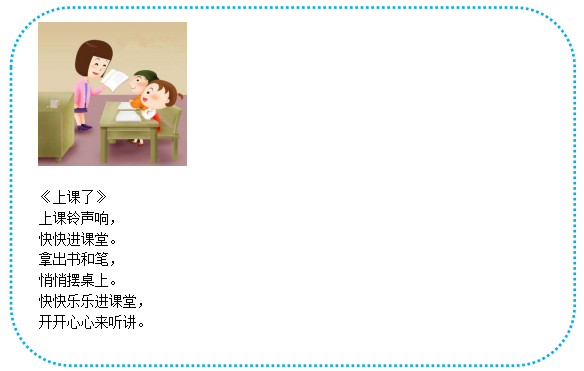 《上课了》
上课铃声响，
快快进课堂。
拿出书和笔，
悄悄摆桌上。
快快乐乐进课堂，
开开心心来听讲。